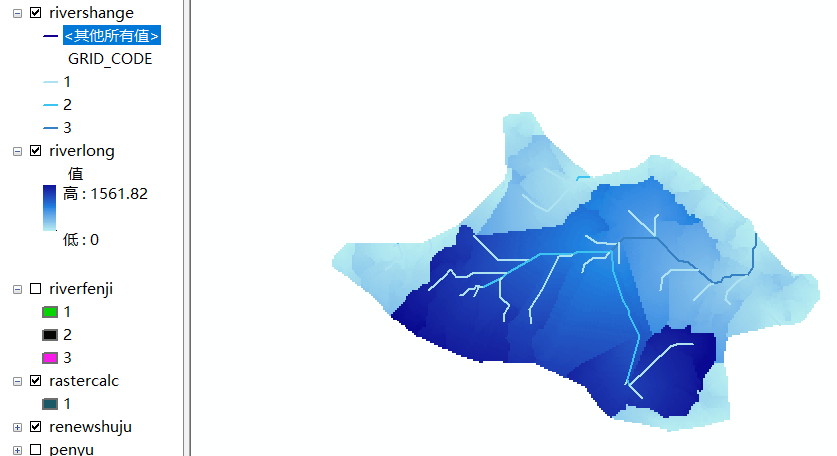 rivershange
<其他所有值>
GRID_CODE
1
2
3
riverlong
值
高 : 1561.82
低 : 0
riverfenji
1
2
3
rastercalc
1
renewshuju
penyu